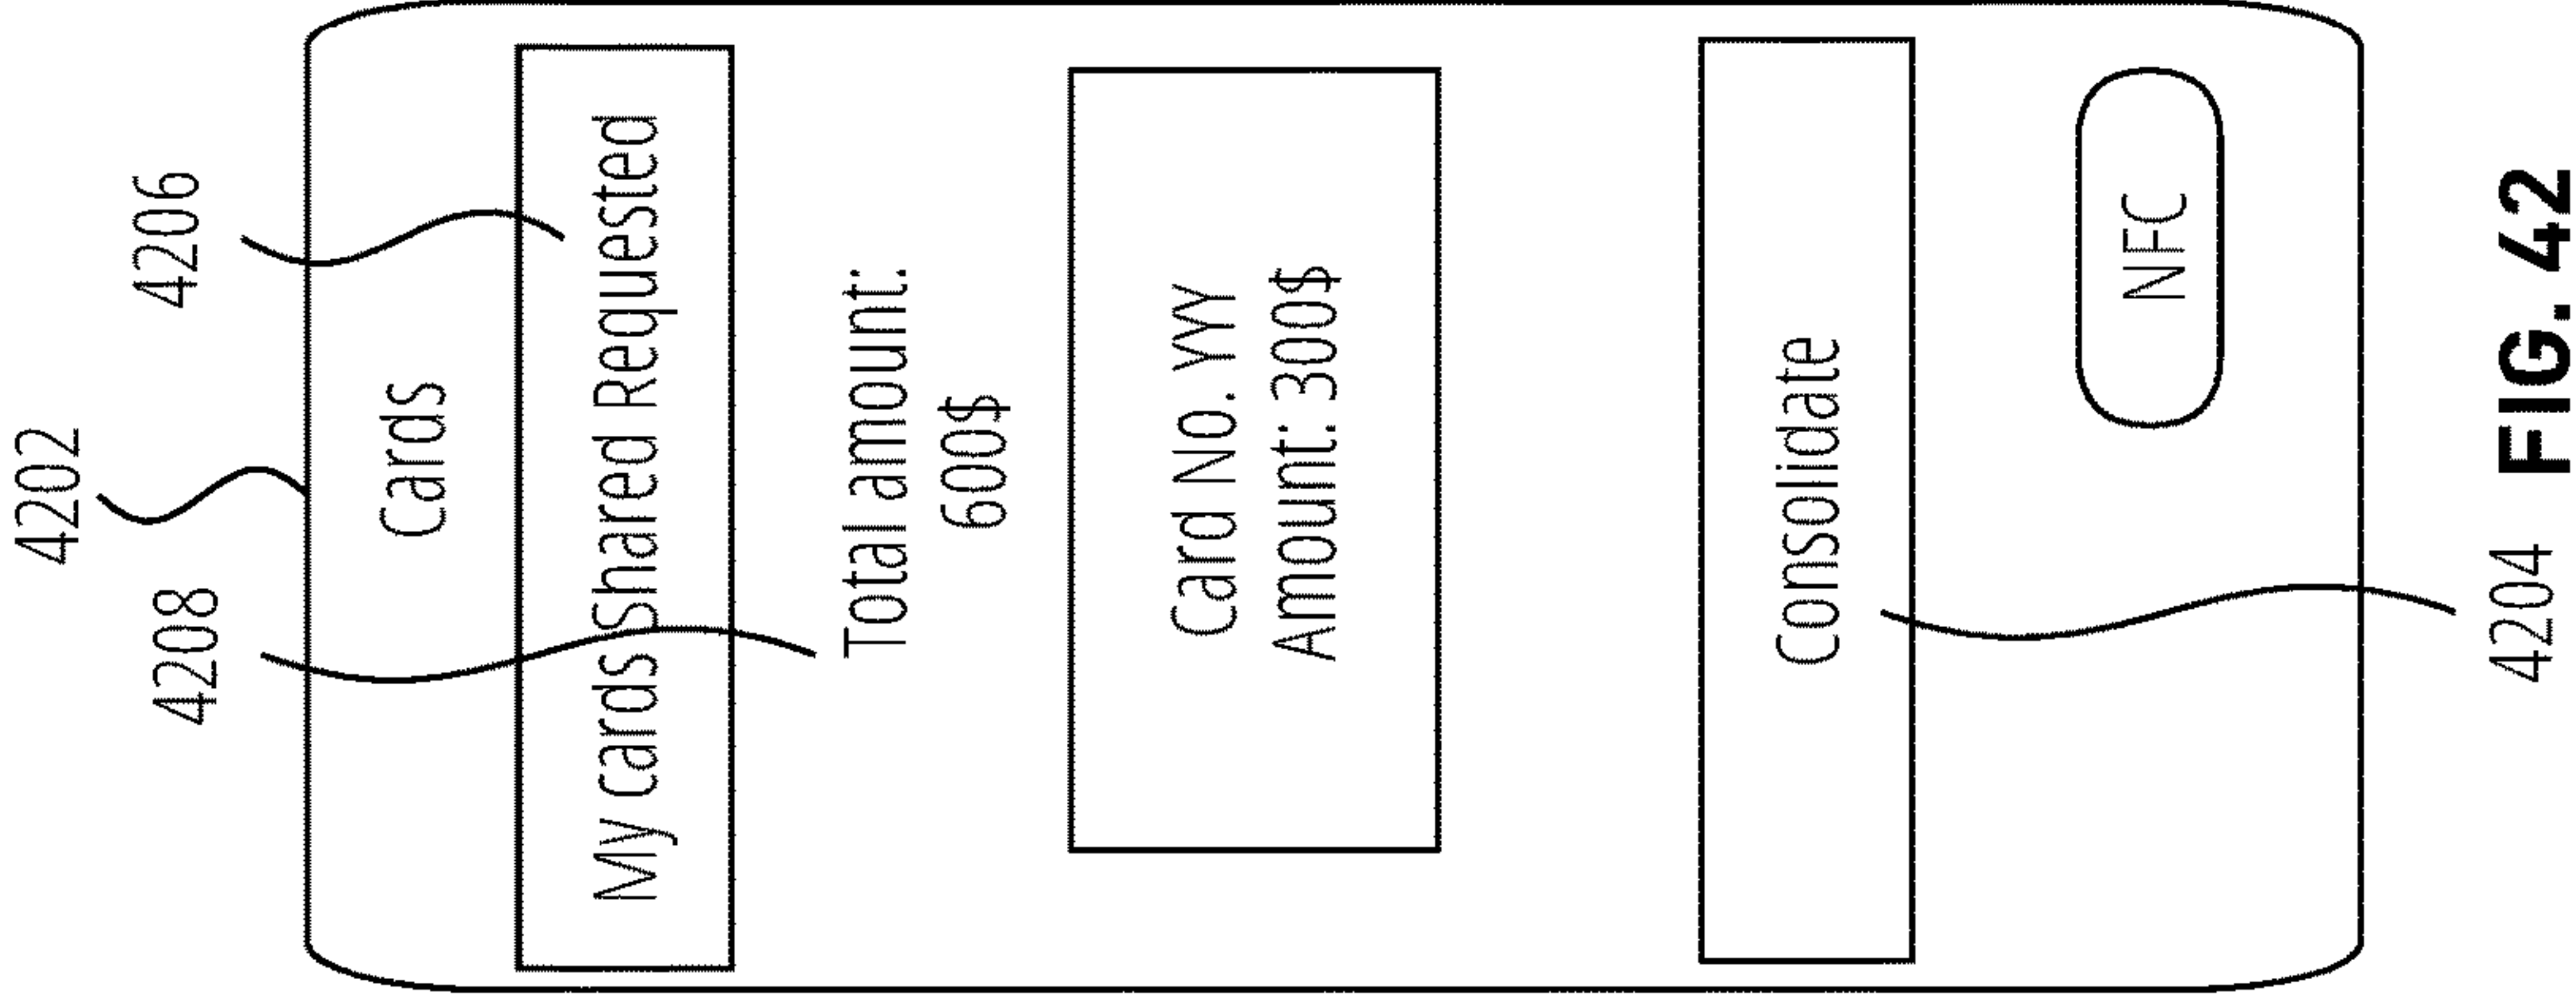 4202
4208
4206
Cards
My cards Shared Requested
Total amount:
600$
Card No. YYY
Amount: 300$
Consolidate
NFC
4204
FIG. 42